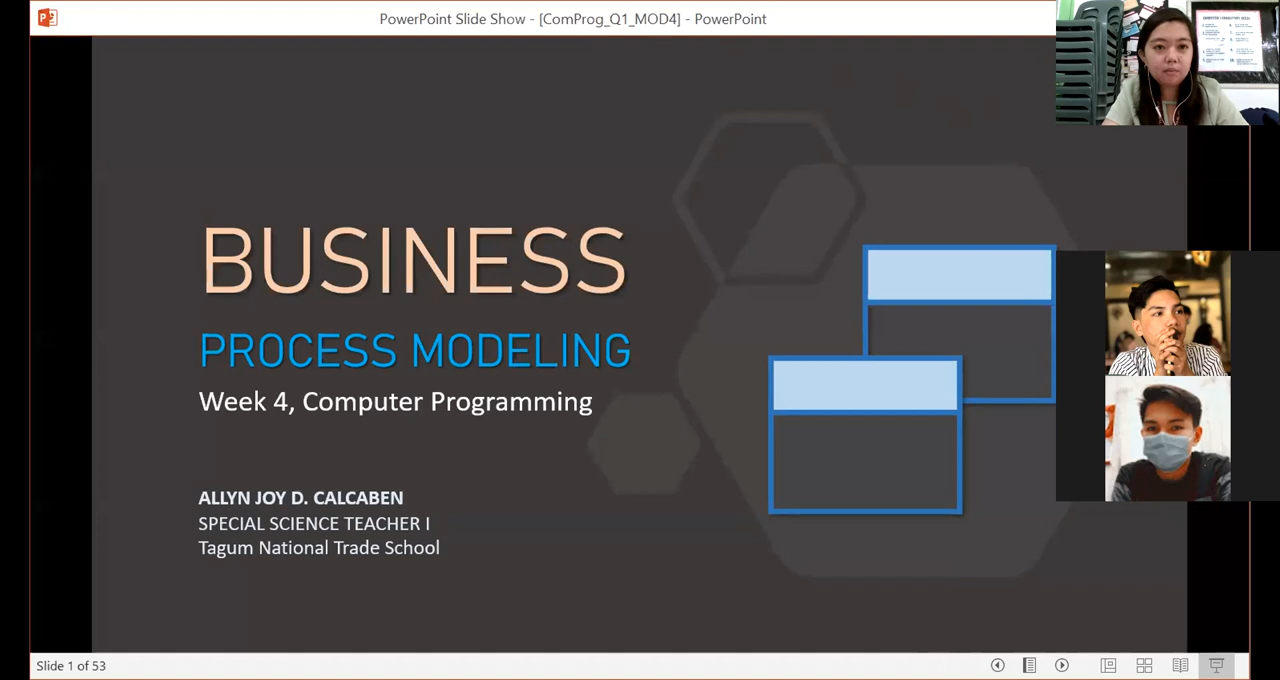 PowerPoint Slide Show - [ComProg_Q1_MOD4] - PowerPoint
BUSINESS
PROCESS MODELING
Week 4, Computer Programming
ALLYN JOY D. CALCABEN
SPECIAL SCIENCE TEACHER I
Tagum National Trade School
Slide 1 of 53